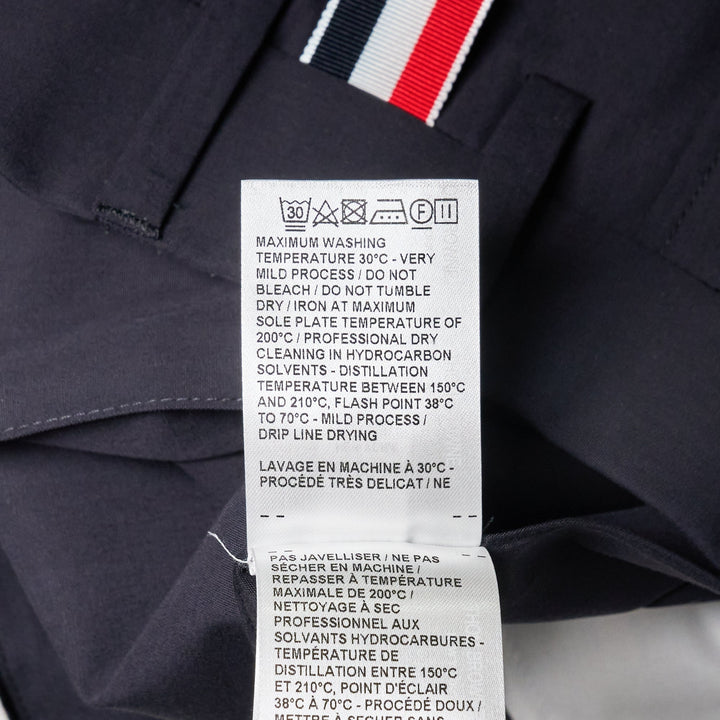 30 F
MAXIMUM WASHING
TEMPERATURE 30°C - VERY
MILD PROCESS / DO NOT
BLEACH / DO NOT TUMBLE
DRY / IRON AT MAXIMUM
SOLE PLATE TEMPERATURE OF
200°C / PROFESSIONAL DRY
CLEANING IN HYDROCARBON
SOLVENTS - DISTILLATION
TEMPERATURE BETWEEN 150°C
AND 210°C, FLASH POINT 38°C
TO 70°C - MILD PROCESS /
DRIP LINE DRYING
LAVAGE EN MACHINE À 30°C -
PROCÉDÉ TRÈS DELICAT / NE
PAS JAVELLISER / NE PAS
SÉCHER EN MACHINE /
REPASSER À TEMPÉRATURE
MAXIMALE DE 200°C /
NETTOYAGE À SEC
PROFESSIONNEL AUX
SOLVANTS HYDROCARBURES -
TEMPÉRATURE DE
DISTILLATION ENTRE 150°C
ET 210°C, POINT D'ÉCLAIR
38°C À 70°C - PROCÉDÉ DOUX /
METTRE À SÉCHER SANS